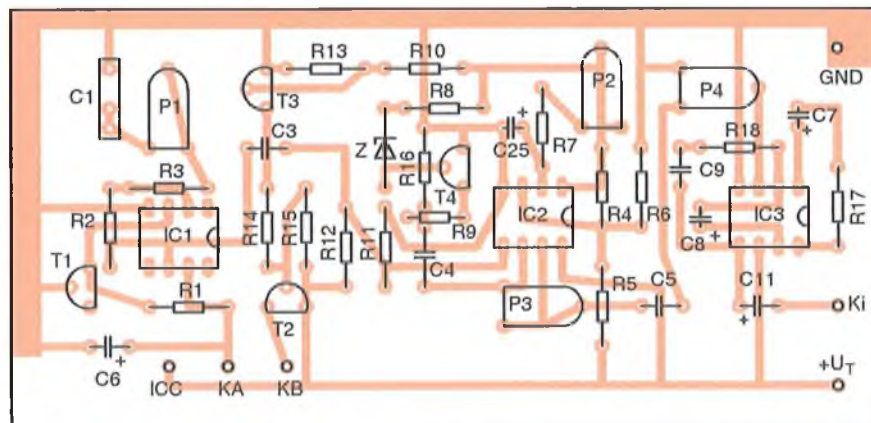 R13
R10
C1
P1
T3
R8
P2
P4
GND
C3
Z
R16
C25
+
R7
R18
C7
+
R3
T4
C9
R2
IC1
R14
R15
R12
R11
R9
IC2
R4
R6
C8
+
IC3
R17
T1
C4
R1
T2
P3
R5
C5
C11
+
Ki
C6
+
ICC
KA
KB
+UT